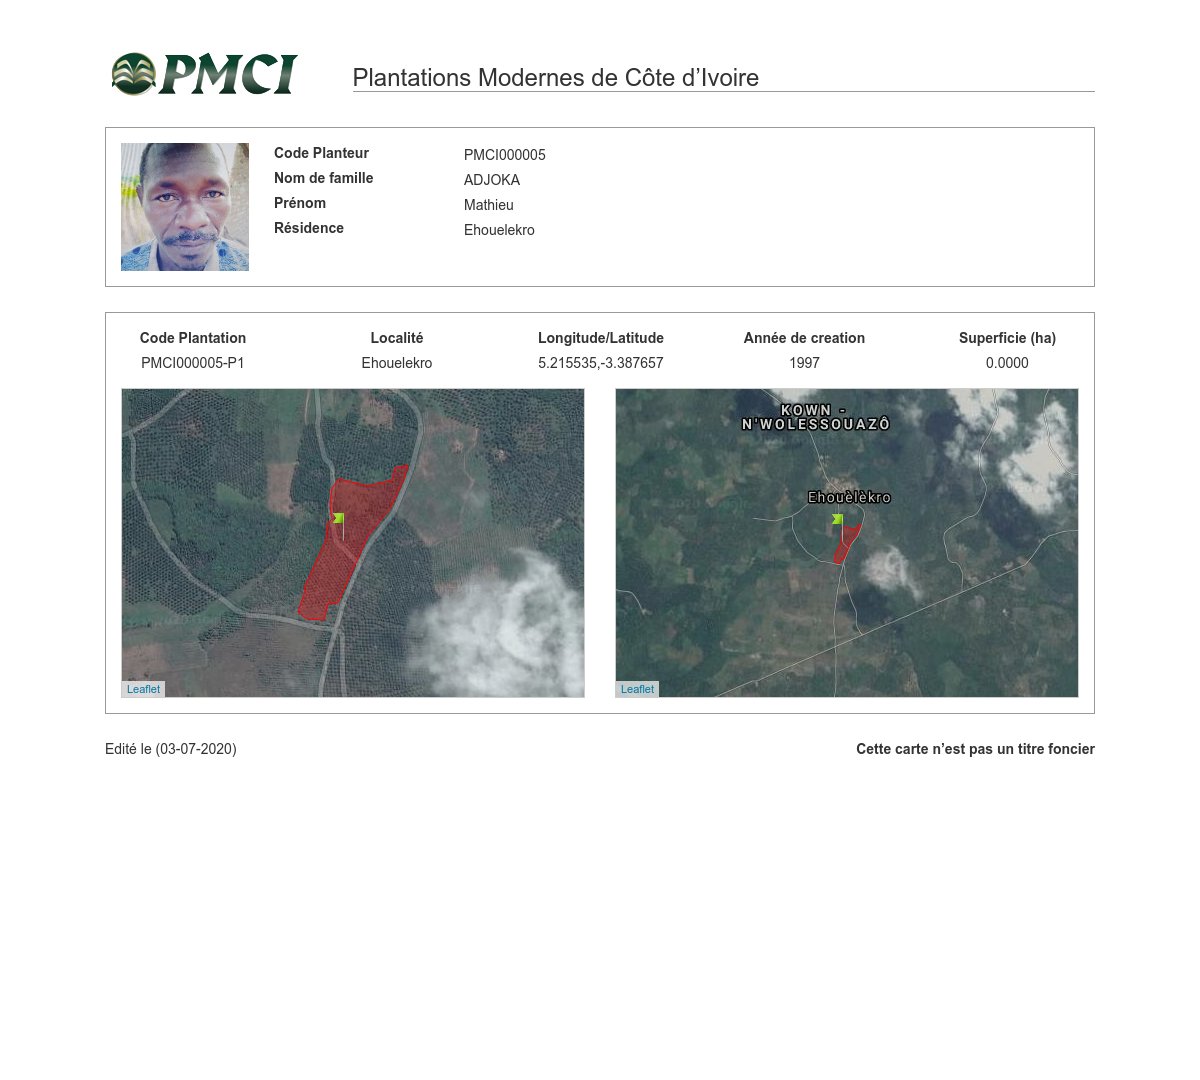 PMCI
Plantations Modernes de Côte d’Ivoire
Code Planteur PMCI000005
Nom de famille ADJOKA
Prénom Mathieu
Résidence Ehouelekro
Code Plantation Localité Longitude/Latitude Année de creation Superficie (ha)
PMCI000005-P1 Ehouelekro 5.215535,-3.387657 1997 0.0000
KOWN -
N'WOLESSOUAZÔ
Ehouèlèkro
Leaflet Leaflet
Edité le (03-07-2020) Cette carte n’est pas un titre foncier